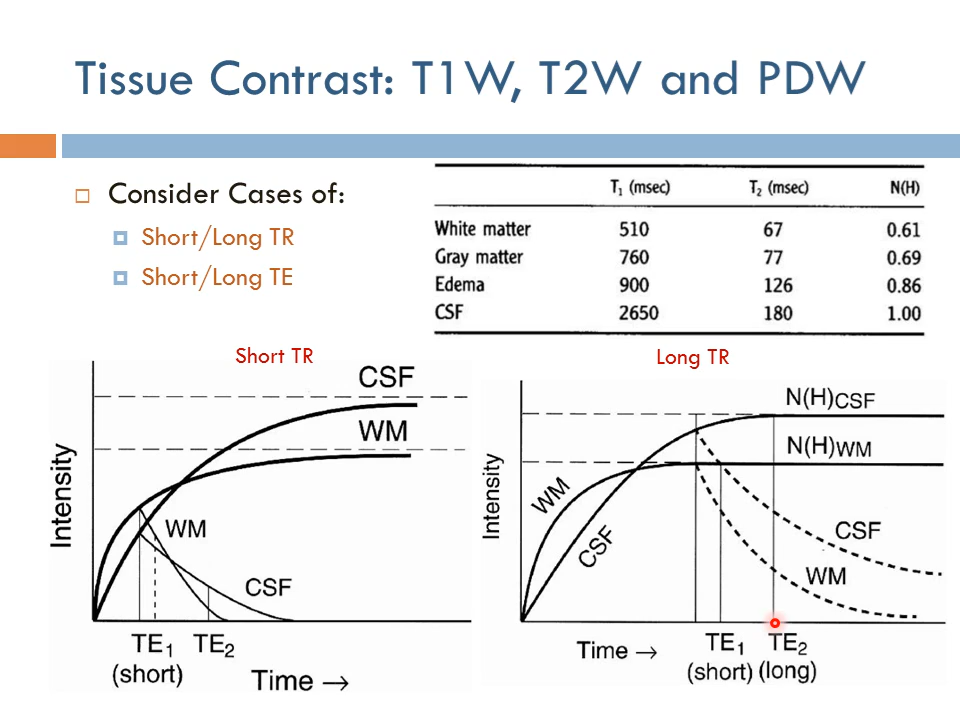 Tissue Contrast: T1W, T2W and PDW
Consider Cases of:
Short/Long TR
Short/Long TE
T₁ (msec) T₂ (msec) N(H)
White matter 510 67 0.61
Gray matter 760 77 0.69
Edema 900 126 0.86
CSF 2650 180 1.00
Short TR
CSF
WM
Intensity
WM
CSF
TE₁ TE₂
(short)
Time →
Long TR
N(H)CSF
N(H)WM
Intensity
WM
CSF
CSF
WM
Time → TE₁ TE₂
(short) (long)